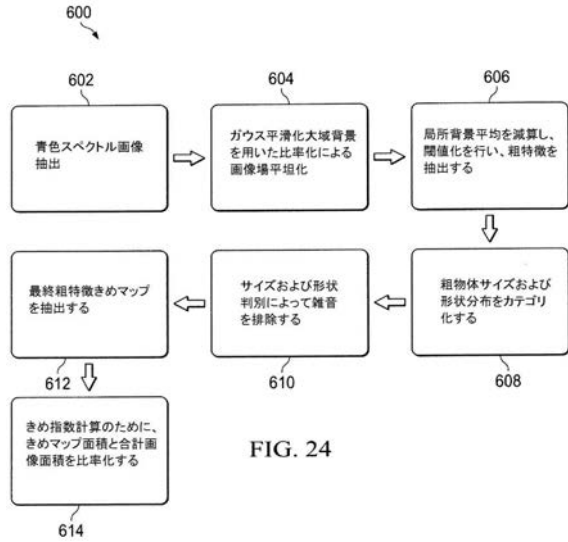 600
602
青色スペクトル画像
抽出
604
ガウス平滑化大域背景
を用いた比率化による
画像場平坦化
606
局所背景平均を減算し、
閾値化を行い、粗特徴を
抽出する
粗物体サイズおよび
形状分布をカテゴリ
化する
608
サイズおよび形状
判別によって雑音
を排除する
610
最終粗特徴きめマップ
を抽出する
612
きめ指数計算のために、
きめマップ面積と合計画
像面積を比率化する
614
FIG. 24